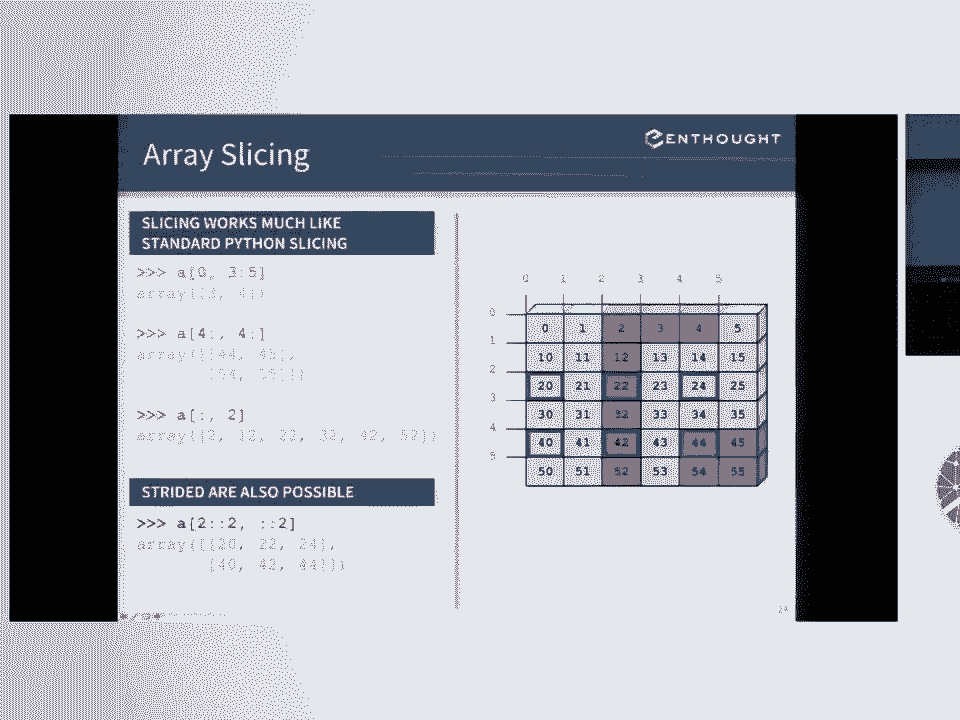 Array Slicing
ENTHOUGHT
SLICING WORKS MUCH LIKE
STANDARD PYTHON SLICING
>>> a[0, 3:5]
array([3, 4])
>>> a[4:, 4:]
array([[44, 45],
[54, 55]])
>>> a[:, 2]
array([2, 12, 22, 32, 42, 52])
STRIDED ARE ALSO POSSIBLE
>>> a[2::2, ::2]
array([[20, 22, 24],
[40, 42, 44]])
0 1 2 3 4 5
0
1
2
3
4
5
0 1 2 3 4 5
10 11 12 13 14 15
20 21 22 23 24 25
30 31 32 33 34 35
40 41 42 43 44 45
50 51 52 53 54 55
24